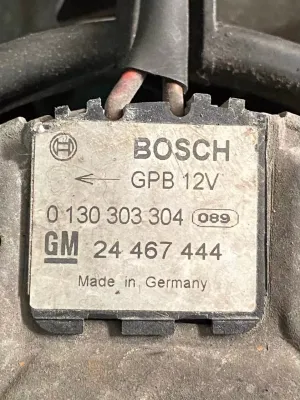 BOSCH
← GPB 12V
0 130 303 304 089
GM 24 467 444
Made in Germany